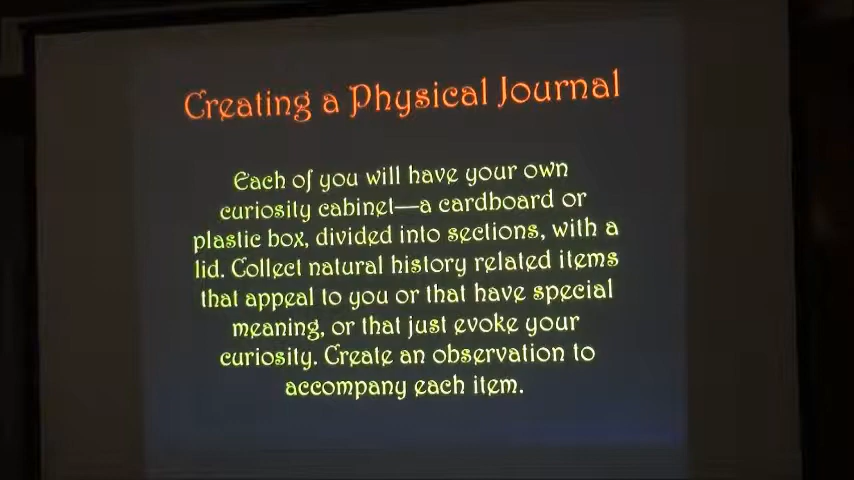 Creating a Physical Journal
Each of you will have your own
curiosity cabinet—a cardboard or
plastic box, divided into sections, with a
lid. Collect natural history related items
that appeal to you or that have special
meaning, or that just evoke your
curiosity. Create an observation to
accompany each item.